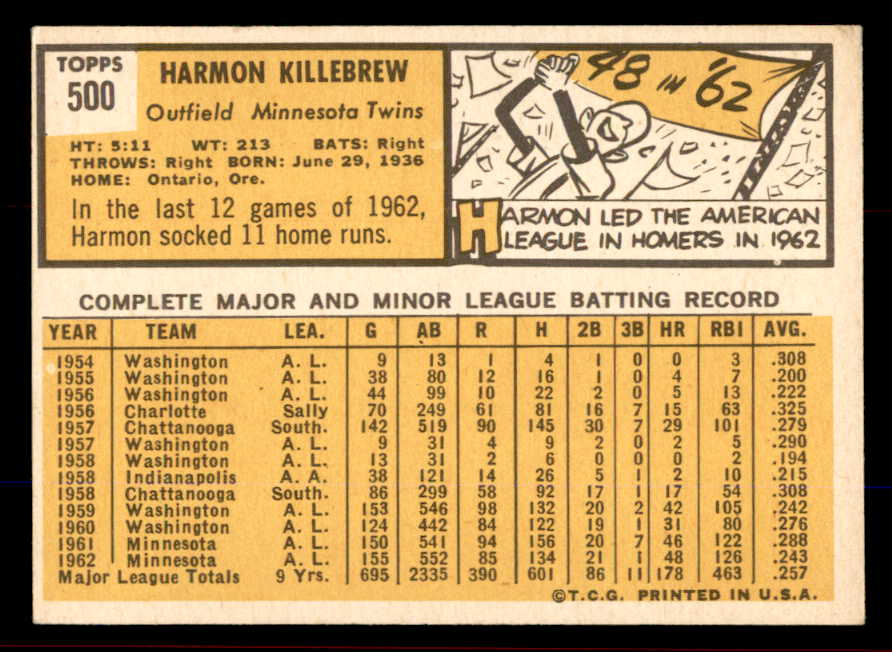 TOPPS
500
HARMON KILLEBREW
Outfield Minnesota Twins
HT: 5:11 WT: 213 BATS: Right
THROWS: Right BORN: June 29, 1936
HOME: Ontario, Ore.
In the last 12 games of 1962,
Harmon socked 11 home runs.
48 IN '62
HARMON LED THE AMERICAN
LEAGUE IN HOMERS IN 1962
COMPLETE MAJOR AND MINOR LEAGUE BATTING RECORD
YEAR TEAM LEA. G AB R H 2B 3B HR RBI AVG.
1954 Washington A. L. 9 13 1 4 1 0 0 3 .308
1955 Washington A. L. 38 80 12 16 1 0 4 7 .200
1956 Washington A. L. 44 99 10 22 2 0 5 13 .222
1956 Charlotte Sally 70 249 61 81 16 7 15 63 .325
1957 Chattanooga South. 142 519 90 145 30 7 29 101 .279
1957 Washington A. L. 9 31 4 9 2 0 2 5 .290
1958 Washington A. L. 13 31 2 6 0 0 0 2 .194
1958 Indianapolis A. A. 38 121 14 26 5 1 2 10 .215
1958 Chattanooga South. 86 299 58 92 17 1 17 54 .308
1959 Washington A. L. 153 546 98 132 20 2 42 105 .242
1960 Washington A. L. 124 442 84 122 19 1 31 80 .276
1961 Minnesota A. L. 150 541 94 156 20 7 46 122 .288
1962 Minnesota A. L. 155 552 85 134 21 1 48 126 .243
Major League Totals 9 Yrs. 695 2335 390 601 86 11 178 463 .257
©T.C.G. PRINTED IN U.S.A.